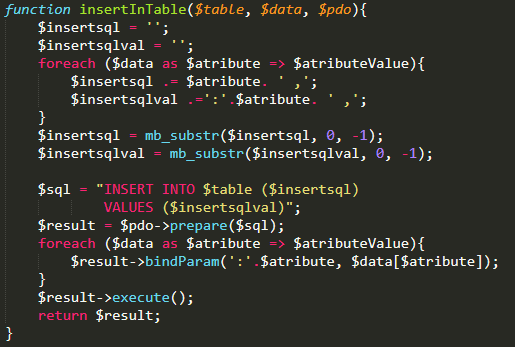 function insertInTable($table, $data, $pdo){
    $insertsql = '';
    $insertsqlval = '';
    foreach ($data as $atribute => $atributeValue){
        $insertsql .= $atribute. ' ,';
        $insertsqlval .=':'.$atribute. ' ,';
    }
    $insertsql = mb_substr($insertsql, 0, -1);
    $insertsqlval = mb_substr($insertsqlval, 0, -1);

    $sql = "INSERT INTO $table ($insertsql)
            VALUES ($insertsqlval)";
    $result = $pdo->prepare($sql);
    foreach ($data as $atribute => $atributeValue){
        $result->bindParam(':'.$atribute, $data[$atribute]);
    }
    $result->execute();
    return $result;
}